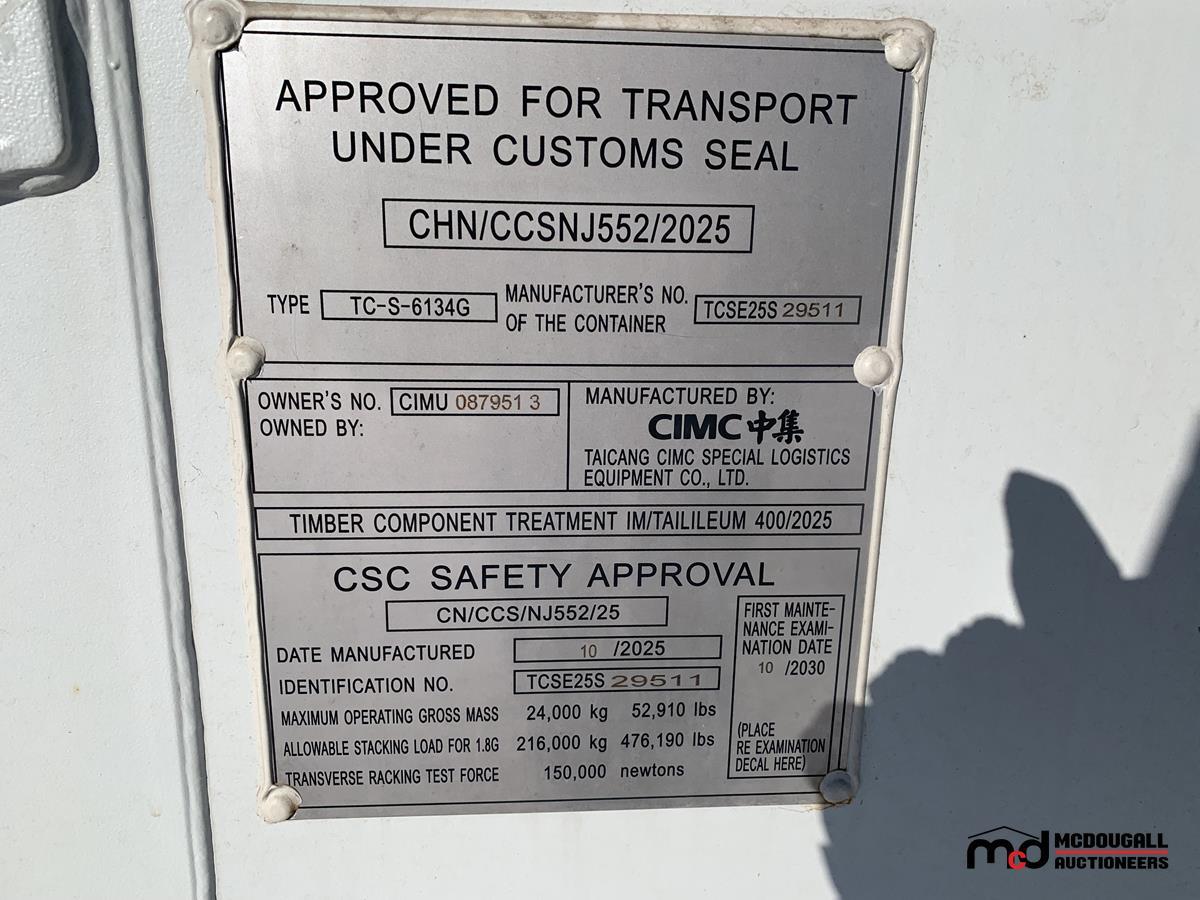 APPROVED FOR TRANSPORT
UNDER CUSTOMS SEAL
CHN/CCSNJ552/2025
TYPE TC-S-6134G
MANUFACTURER'S NO.
OF THE CONTAINER
TCSE25S 29511
OWNER'S NO. CIMU 087951 3
OWNED BY:
MANUFACTURED BY:
CIMC中集
TAICANG CIMC SPECIAL LOGISTICS
EQUIPMENT CO., LTD.
TIMBER COMPONENT TREATMENT IM/TAILILEUM 400/2025
CSC SAFETY APPROVAL
CN/CCS/NJ552/25
DATE MANUFACTURED 10 /2025
IDENTIFICATION NO. TCSE25S 29511
MAXIMUM OPERATING GROSS MASS 24,000 kg 52,910 lbs
ALLOWABLE STACKING LOAD FOR 1.8G 216,000 kg 476,190 lbs
TRANSVERSE RACKING TEST FORCE 150,000 newtons
FIRST MAINTE-
NANCE EXAMI-
NATION DATE
10 /2030
(PLACE
RE EXAMINATION
DECAL HERE)
mcd MCDOUGALL
AUCTIONEERS